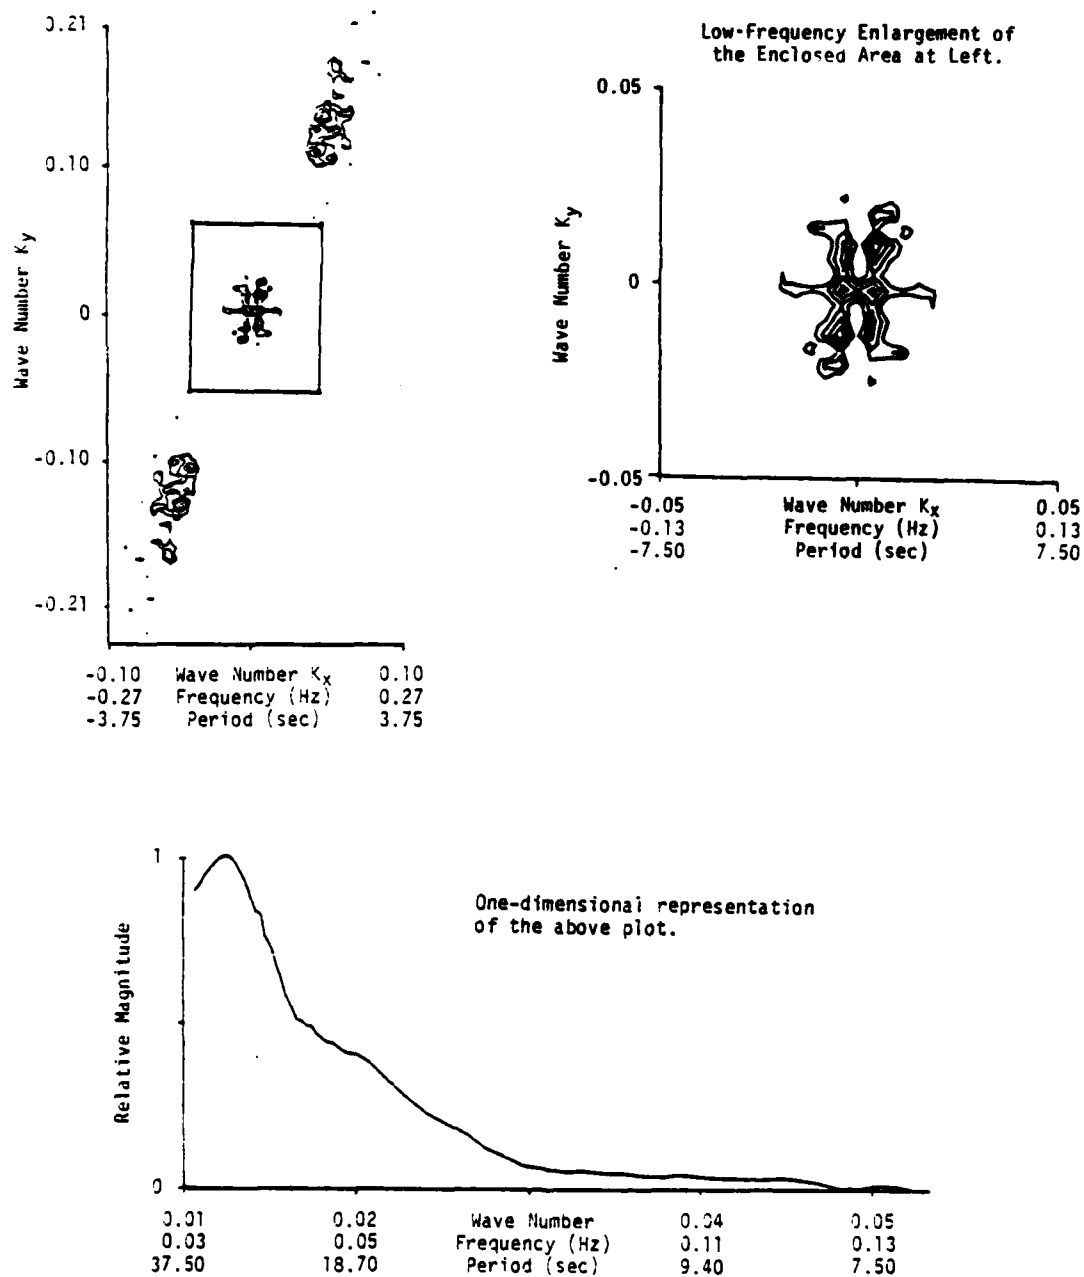 0.21
0.10
0
-0.10
-0.21
Wave Number Ky
-0.10 Wave Number Kx 0.10
-0.27 Frequency (Hz) 0.27
-3.75 Period (sec) 3.75
Low-Frequency Enlargement of
the Enclosed Area at Left.
0.05
0
-0.05
Wave Number Ky
-0.05 Wave Number Kx 0.05
-0.13 Frequency (Hz) 0.13
-7.50 Period (sec) 7.50
One-dimensional representation
of the above plot.
1
0
Relative Magnitude
0.01 0.02 Wave Number 0.04 0.05
0.03 0.05 Frequency (Hz) 0.11 0.13
37.50 18.70 Period (sec) 9.40 7.50